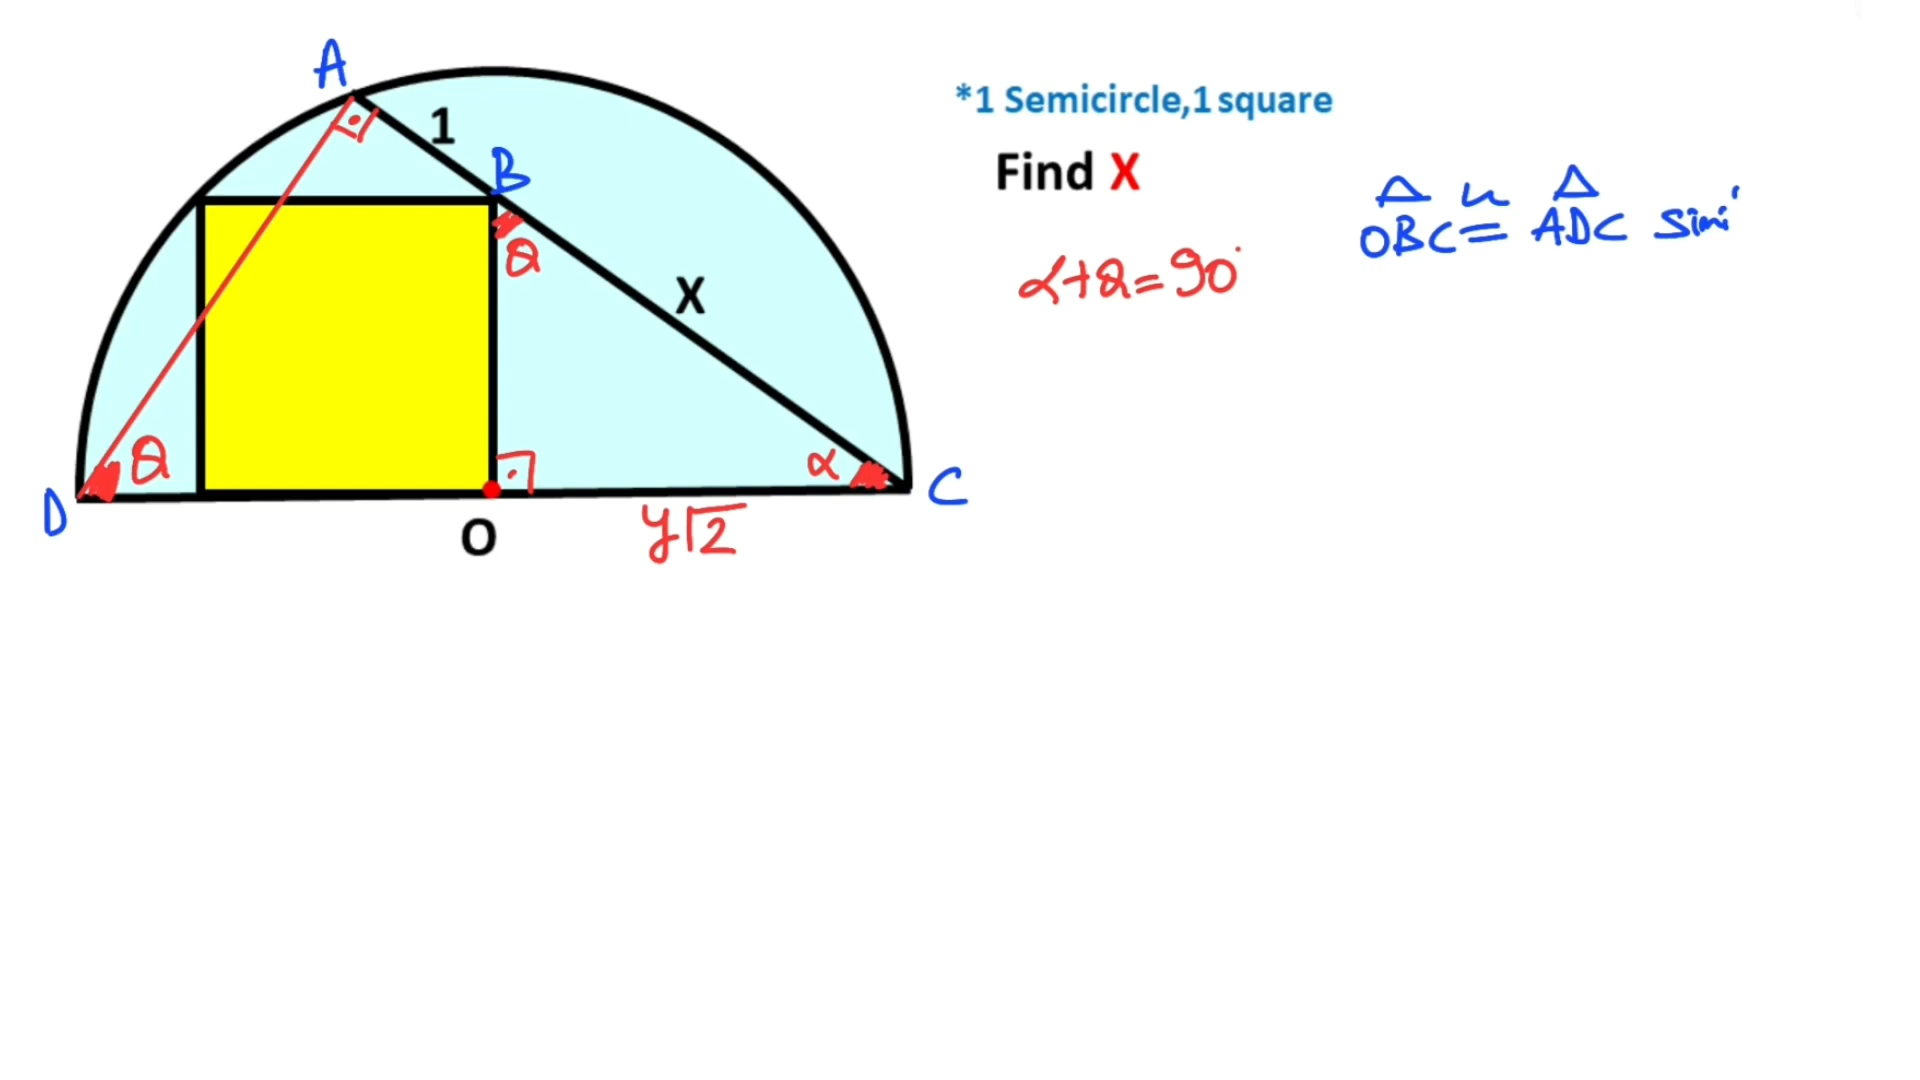 A
1
B
Q
X
Q
α
D
C
O
y√2
*1 Semicircle,1 square
Find X
α+Q=90°
Δ Δ
OBC ADC simi